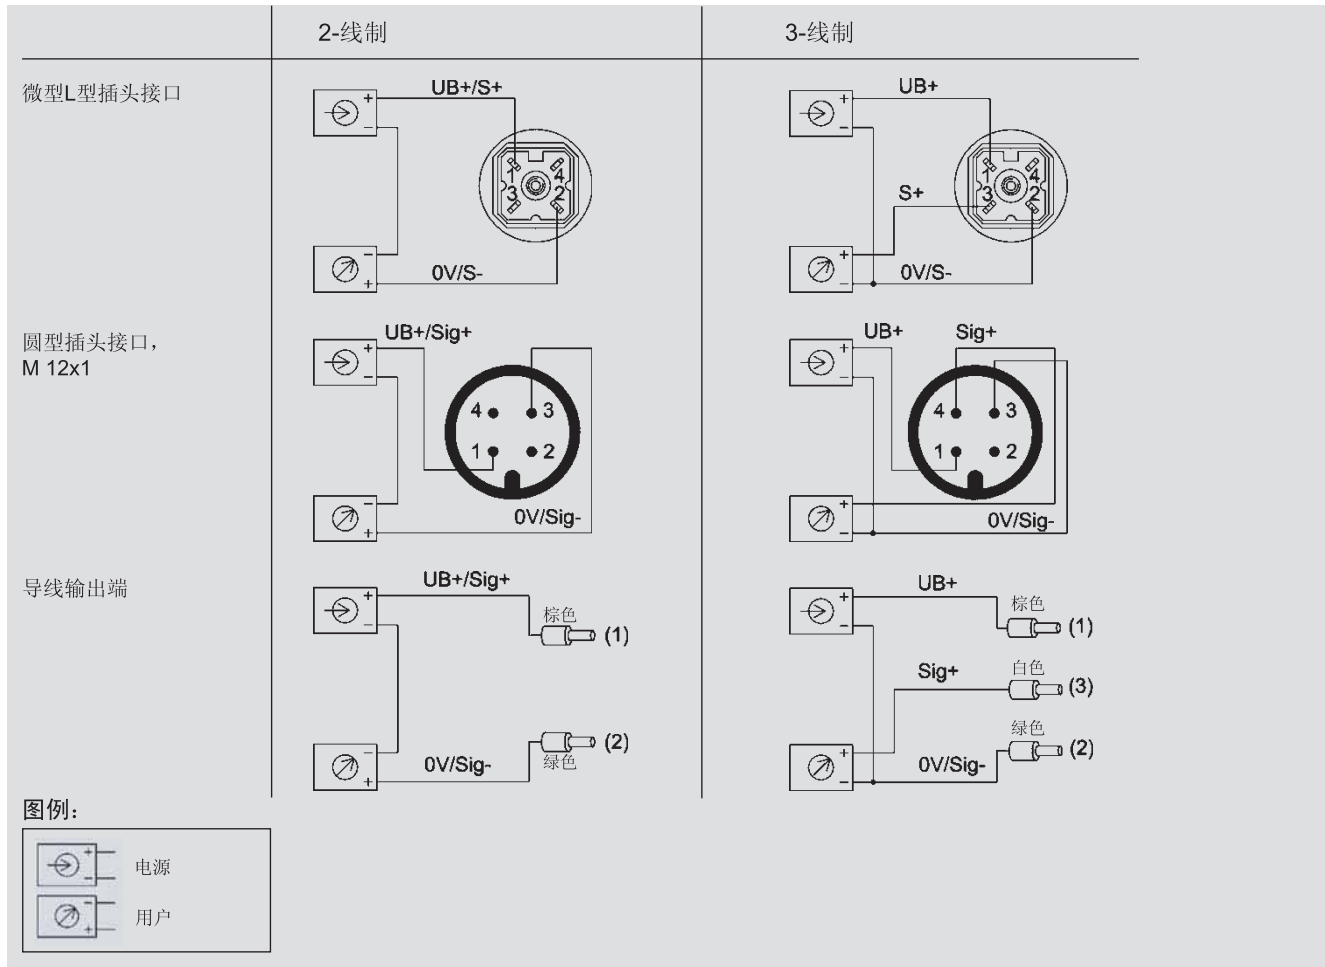 2-线制
3-线制
微型L型插头接口
UB+/S+
+
−
1
4
3
2
−
+
0V/S-
UB+
+
−
1
4
3
2
S+
+
−
0V/S-
圆型插头接口，
M 12x1
UB+/Sig+
+
−
4
3
1
2
−
+
0V/Sig-
UB+
Sig+
+
−
4
3
1
2
+
−
0V/Sig-
导线输出端
UB+/Sig+
+
−
棕色
(1)
−
+
0V/Sig-
(2)
绿色
UB+
+
−
棕色
(1)
Sig+
白色
(3)
绿色
(2)
+
−
0V/Sig-
图例：
+
−
电源
−
+
用户